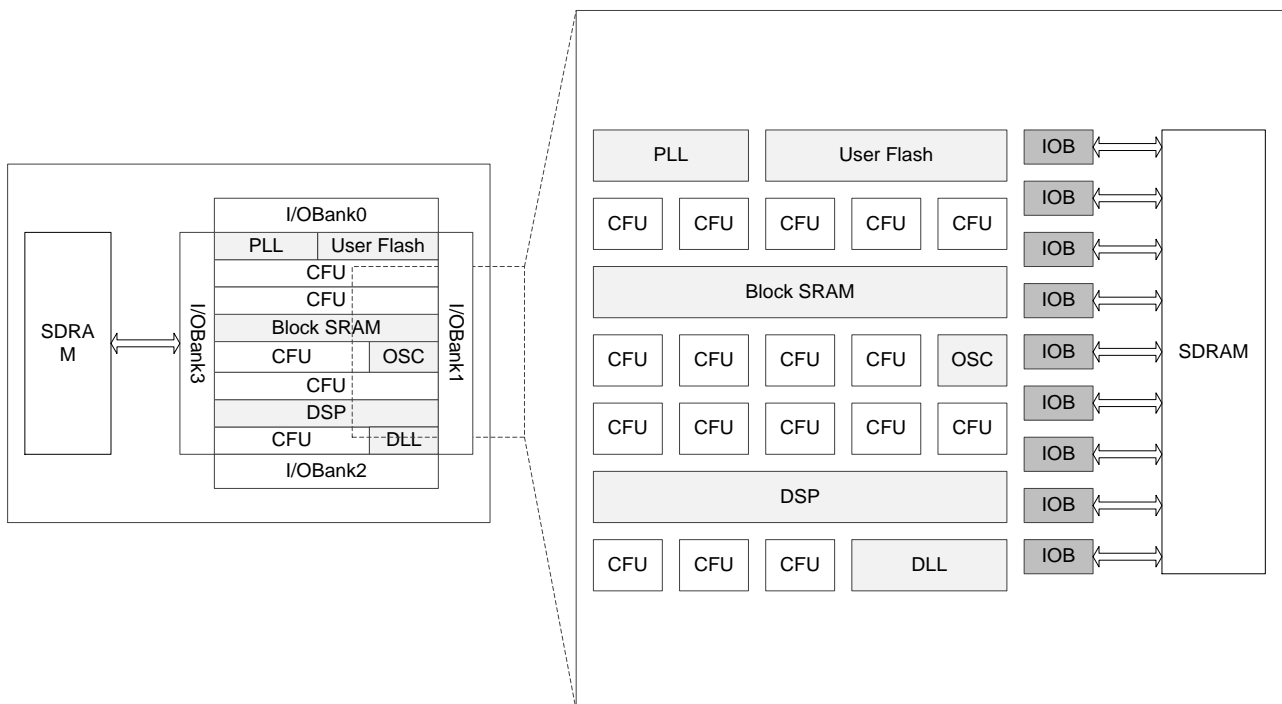 I/OBank0
PLL User Flash
CFU
CFU
Block SRAM
CFU OSC
CFU
DSP
CFU DLL
I/OBank2
I/OBank3
I/OBank1
SDRA
M
PLL User Flash IOB
IOB
CFU CFU CFU CFU CFU
IOB
Block SRAM IOB
CFU CFU CFU CFU OSC IOB
SDRAM
CFU CFU CFU CFU CFU IOB
IOB
DSP IOB
CFU CFU CFU DLL IOB